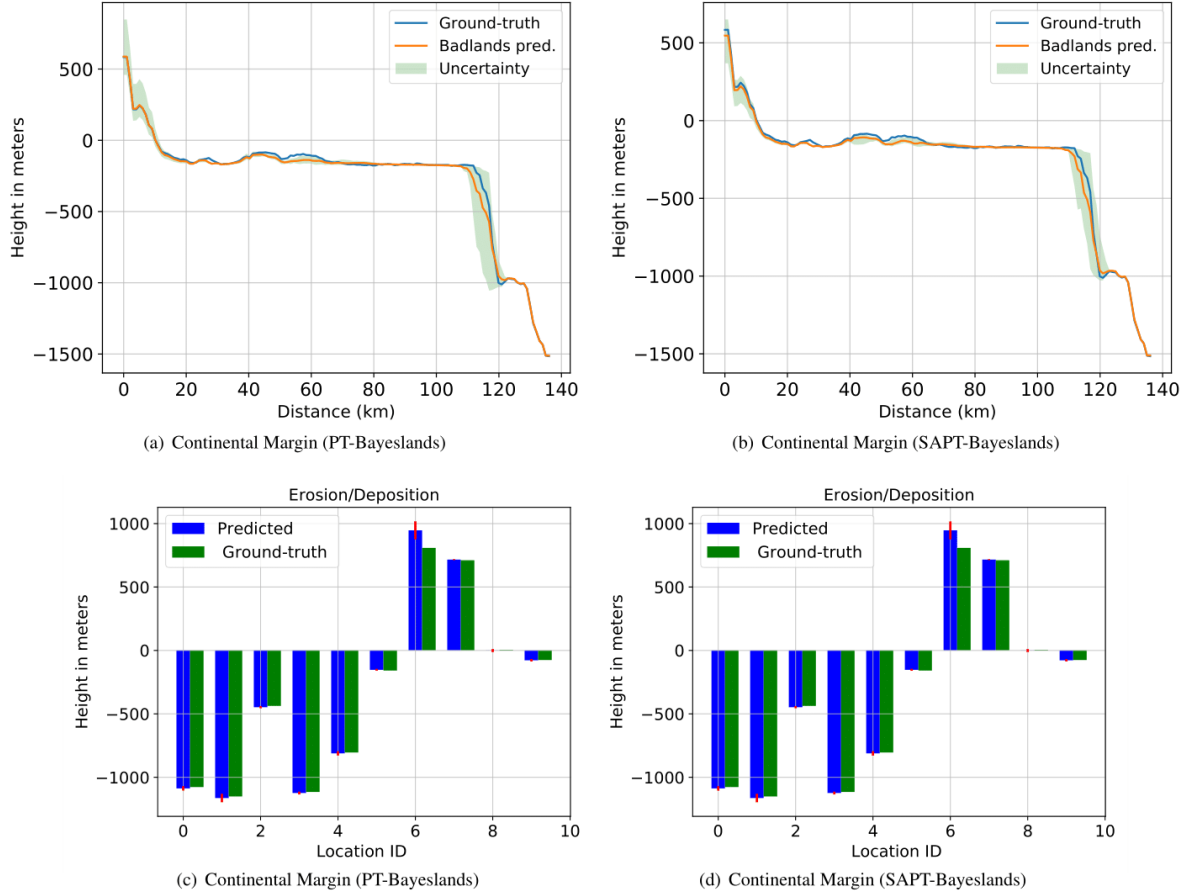 Ground-truth
Badlands pred.
Uncertainty
500
0
−500
−1000
−1500
Height in meters
0 20 40 60 80 100 120 140
Distance (km)
(a) Continental Margin (PT-Bayeslands)
Ground-truth
Badlands pred.
Uncertainty
500
0
−500
−1000
−1500
Height in meters
0 20 40 60 80 100 120 140
Distance (km)
(b) Continental Margin (SAPT-Bayeslands)
Erosion/Deposition
Predicted
Ground-truth
1000
500
0
−500
−1000
Height in meters
0 2 4 6 8 10
Location ID
(c) Continental Margin (PT-Bayeslands)
Erosion/Deposition
Predicted
Ground-truth
1000
500
0
−500
−1000
Height in meters
0 2 4 6 8 10
Location ID
(d) Continental Margin (SAPT-Bayeslands)